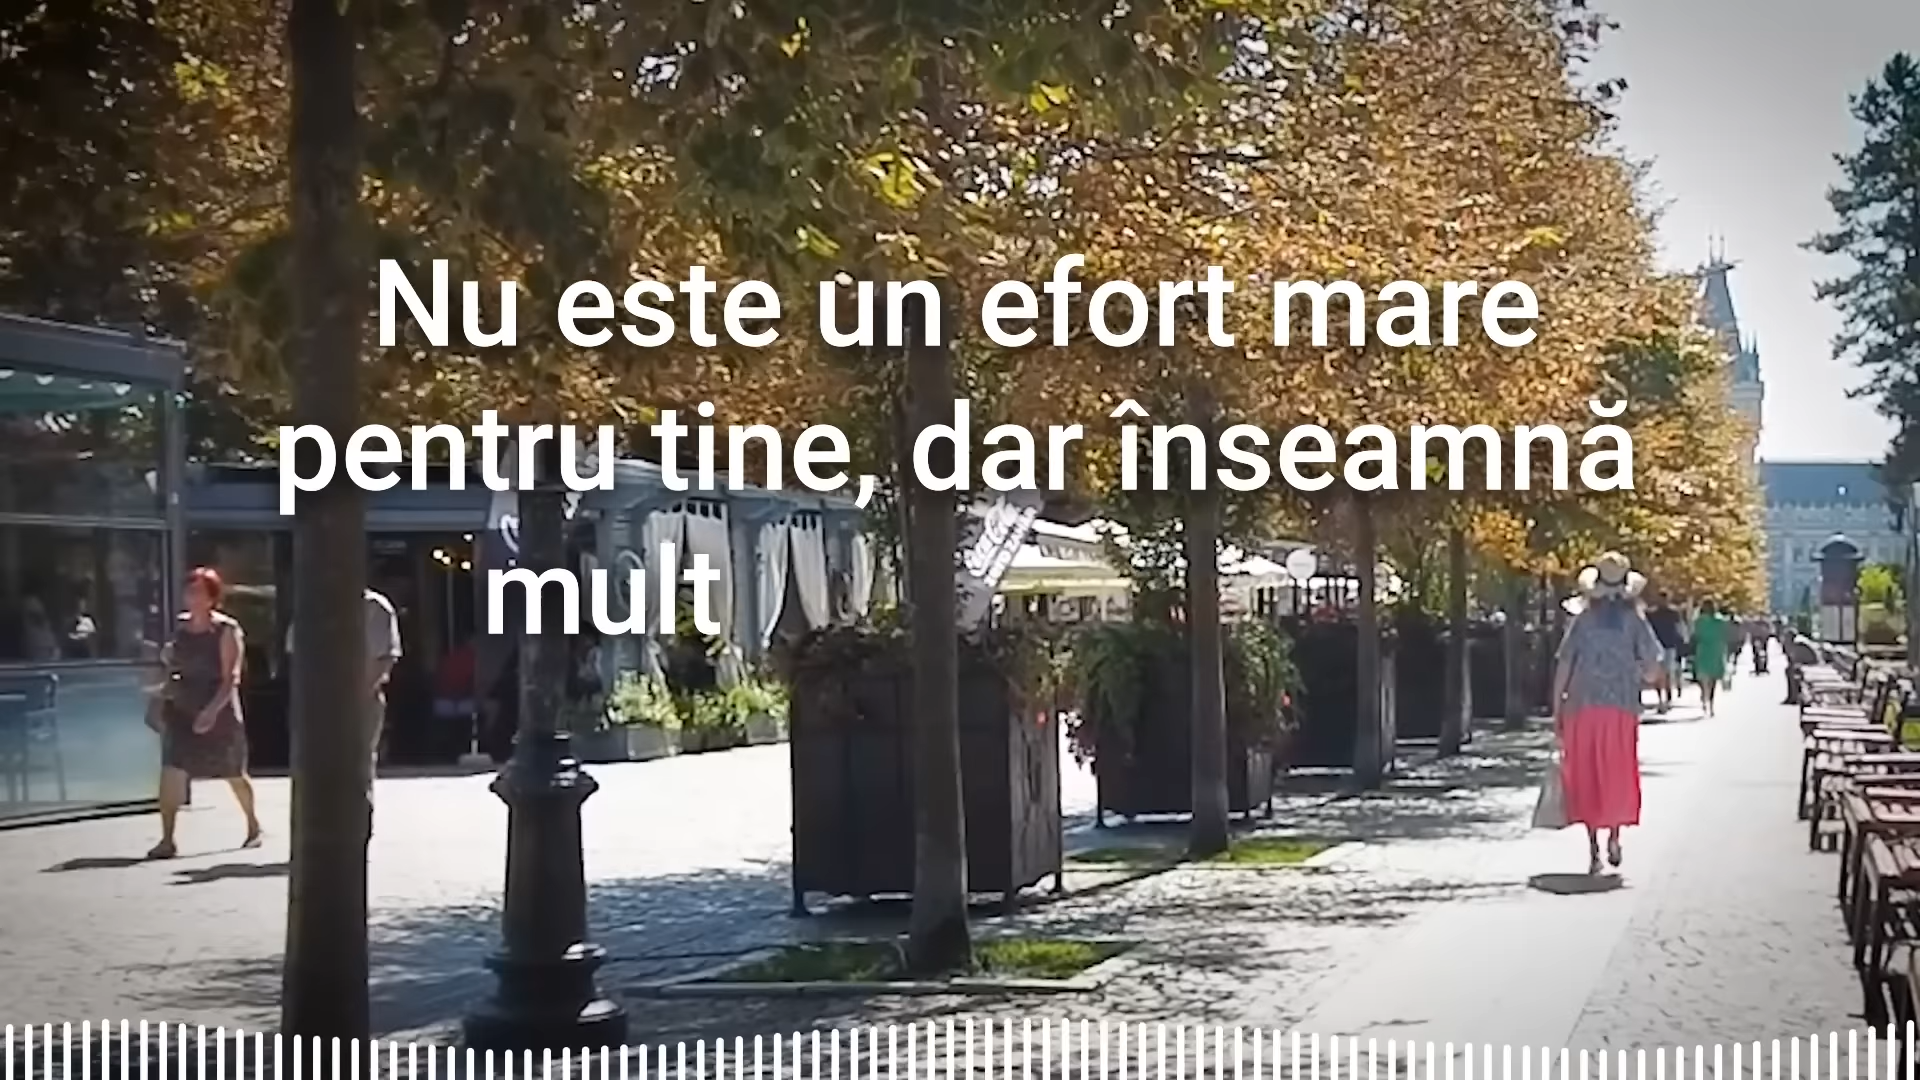 Nu este un efort mare
pentru tine, dar înseamnă
mult